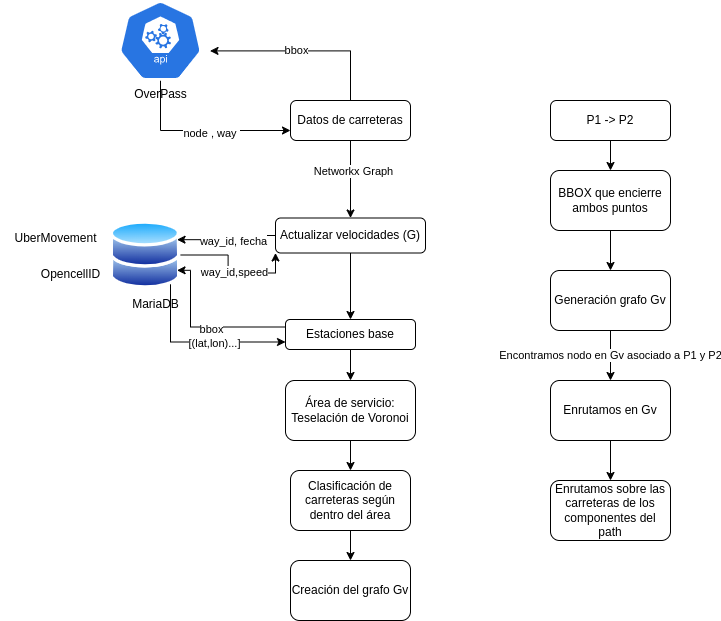 api
OverPass
bbox
node , way
Datos de carreteras
Networkx Graph
UberMovement
OpencellID
MariaDB
way_id, fecha
way_id,speed
Actualizar velocidades (G)
bbox
[(lat,lon)...]
Estaciones base
Área de servicio:
Teselación de Voronoi
Clasificación de
carreteras según
dentro del área
Creación del grafo Gv
P1 -> P2
BBOX que encierre
ambos puntos
Generación grafo Gv
Encontramos nodo en Gv asociado a P1 y P2
Enrutamos en Gv
Enrutamos sobre las
carreteras de los
componentes del
path